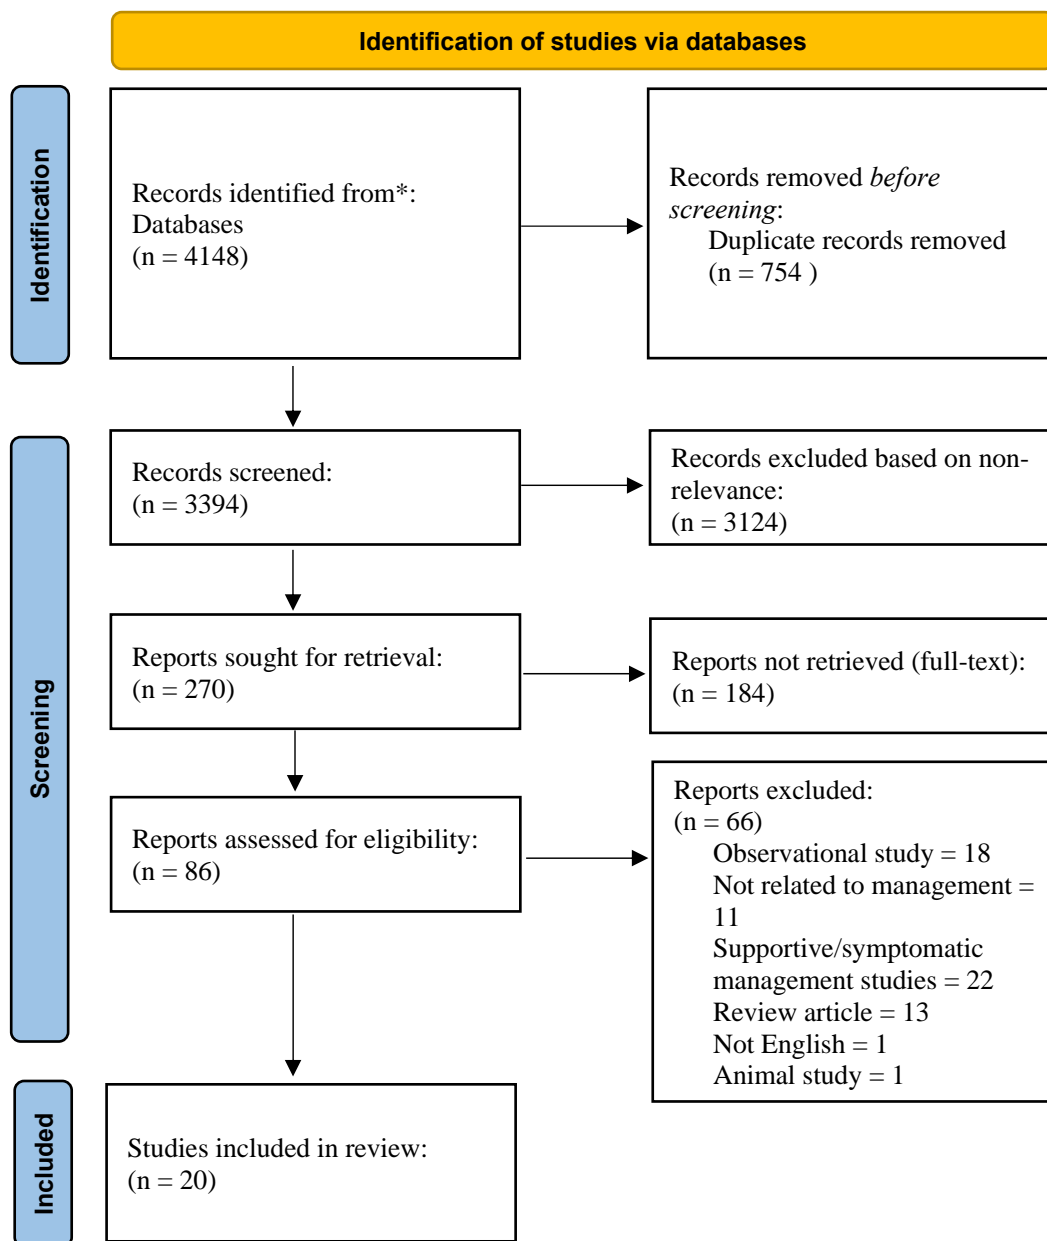 Identification of studies via databases
Identification
Records identified from*:
Databases
(n = 4148)
Records removed before
screening:
Duplicate records removed
(n = 754 )
Screening
Records screened:
(n = 3394)
Records excluded based on non-
relevance:
(n = 3124)
Reports sought for retrieval:
(n = 270)
Reports not retrieved (full-text):
(n = 184)
Reports assessed for eligibility:
(n = 86)
Reports excluded:
(n = 66)
Observational study = 18
Not related to management =
11
Supportive/symptomatic
management studies = 22
Review article = 13
Not English = 1
Animal study = 1
Included
Studies included in review:
(n = 20)